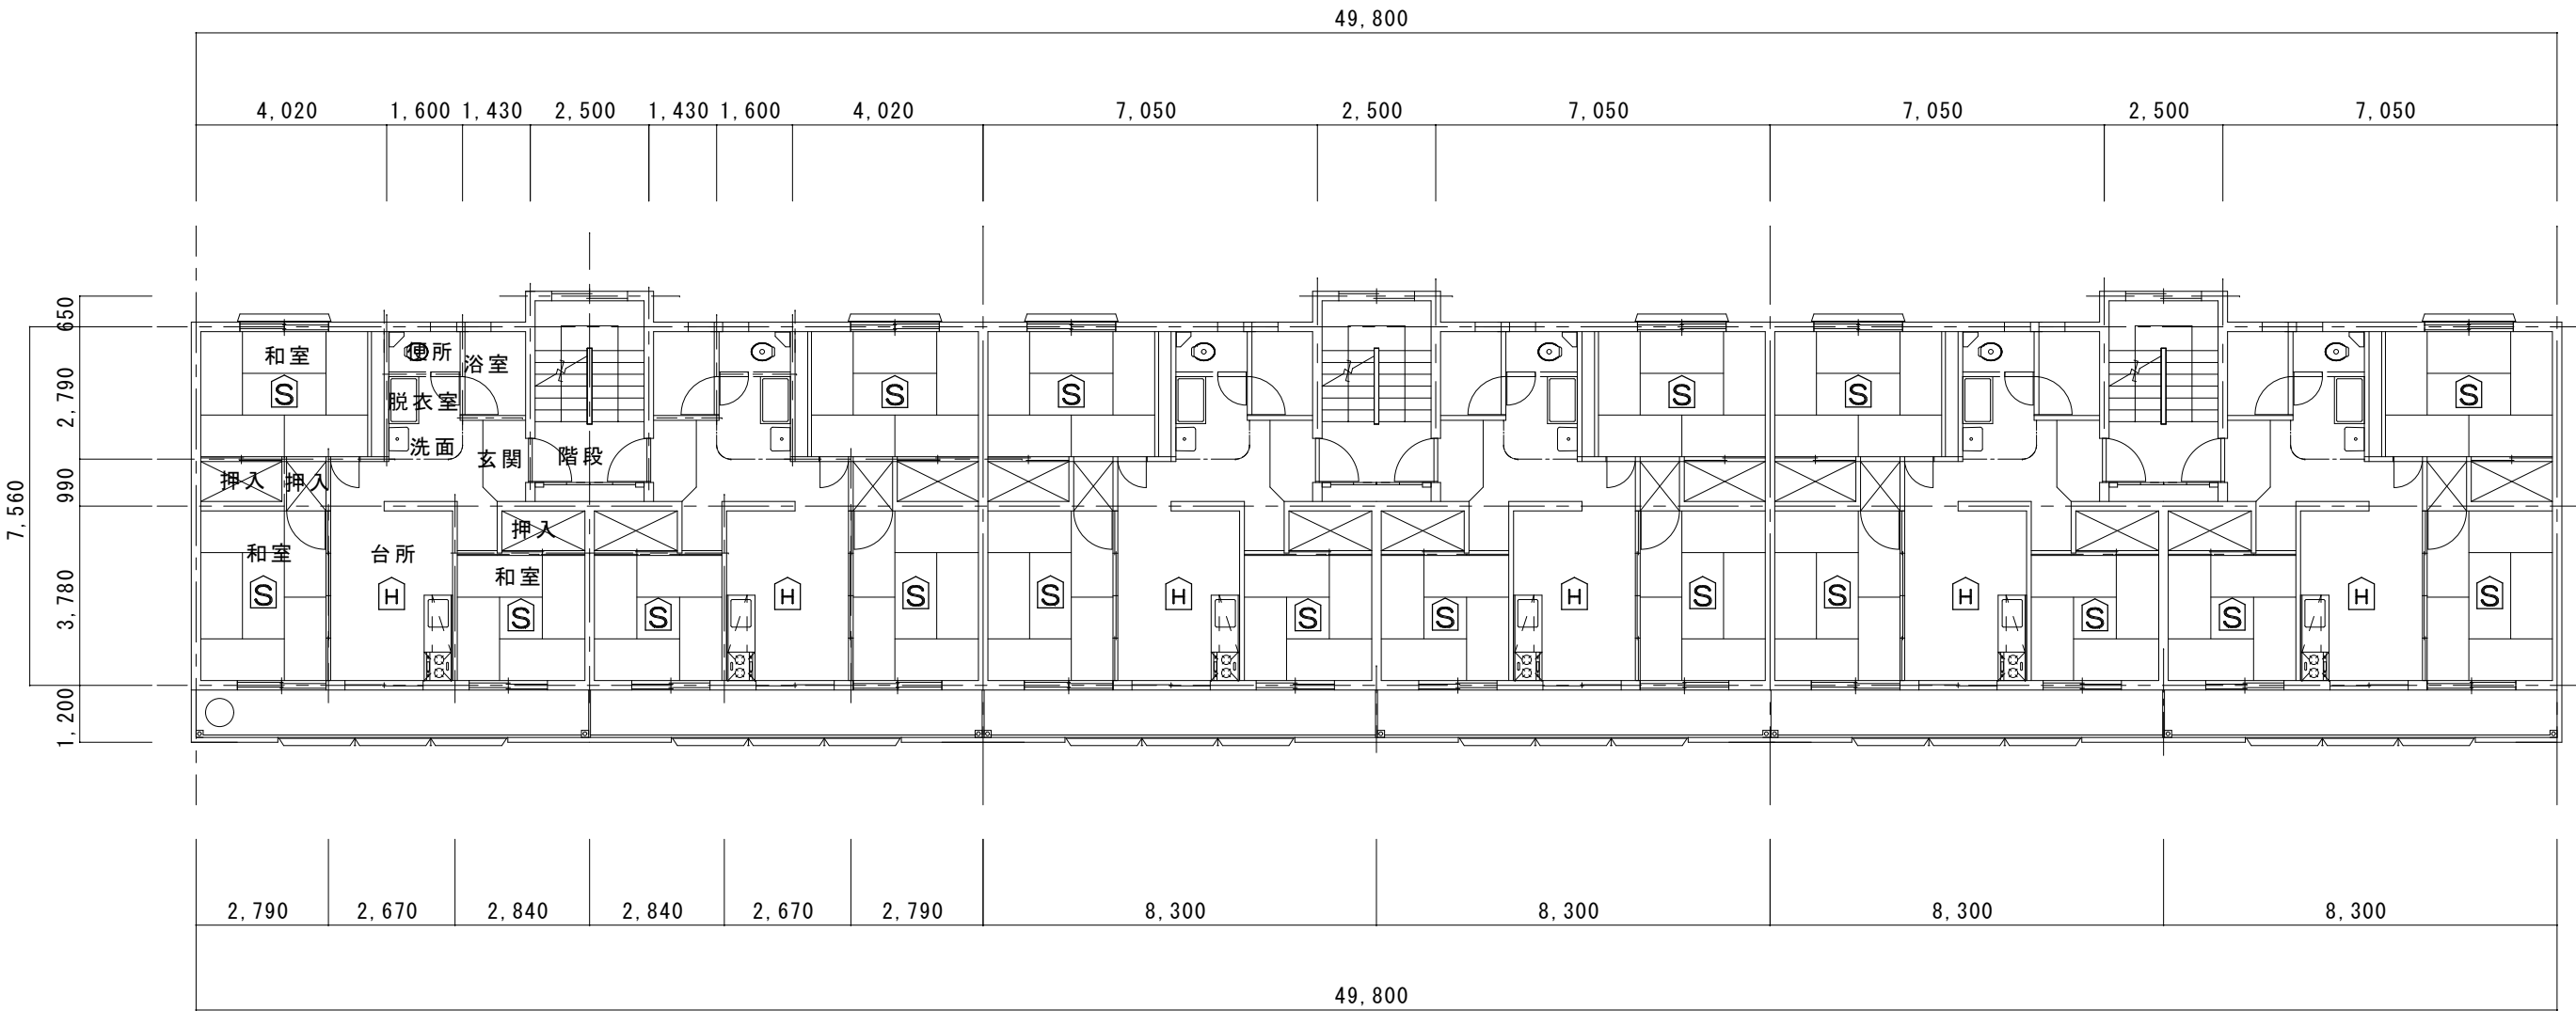 49,800
4,020 1,600 1,430 2,500 1,430 1,600 4,020 7,050 2,500 7,050 7,050 2,500 7,050
650
2,790
990
3,780
1,200
7,560
和室 便所 浴室
S S S S S S
脱衣室
洗面 玄関 階段
押入 押入
押入
和室 台所 和室
S H S S H S S H S S H S S H S S H S
2,790 2,670 2,840 2,840 2,670 2,790 8,300 8,300 8,300 8,300
49,800